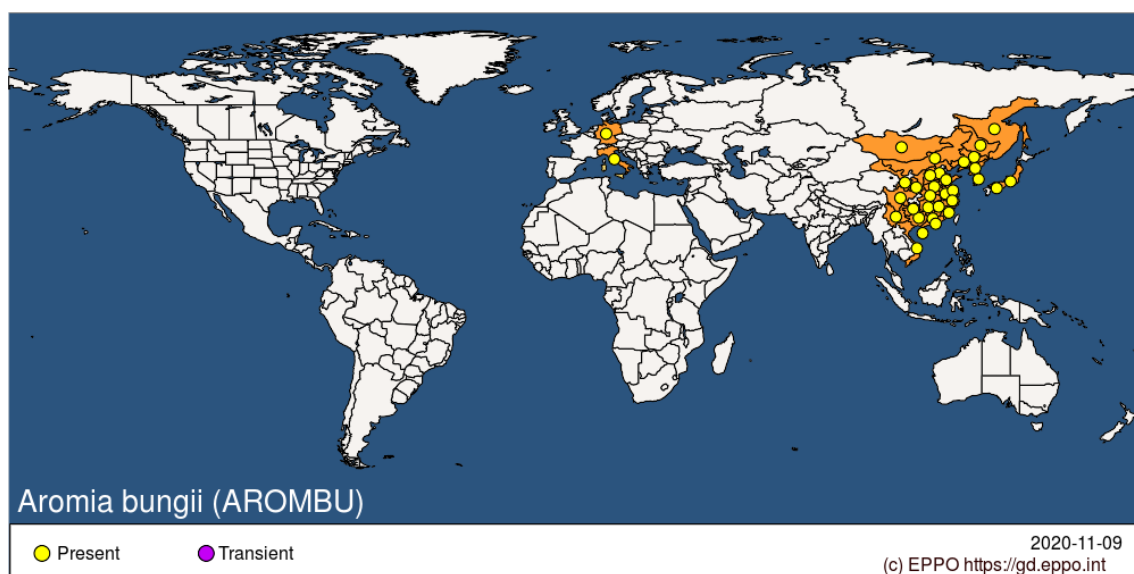 Aromia bungii (AROMBU)
Present
Transient
2020-11-09
(c) EPPO https://gd.eppo.int